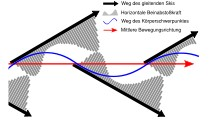 Weg des gleitenden Skis
Horizontale Beinabstoßkraft
Weg des Körperschwerpunktes
Mittlere Bewegungsrichtung